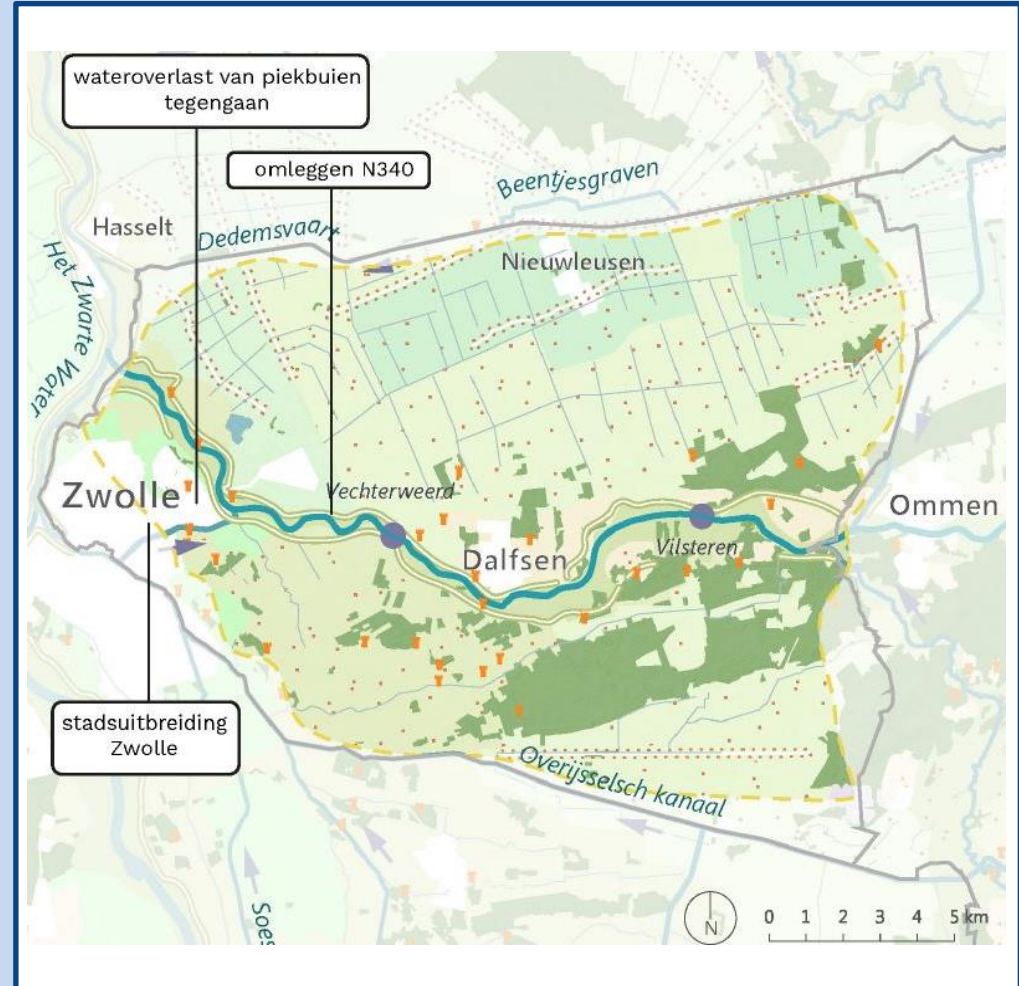 wateroverlast van piekbuien
tegengaan
omleggen N340
Beentjesgraven
Hasselt
Dedemsvaart
Nieuwleusen
Het Zwarte Water
Zwolle
Vechterweerd
Ommen
Dalfsen
Vilsteren
stadsuitbreiding
Zwolle
Overijsselsch kanaal
Soes
N
0 1 2 3 4 5 km